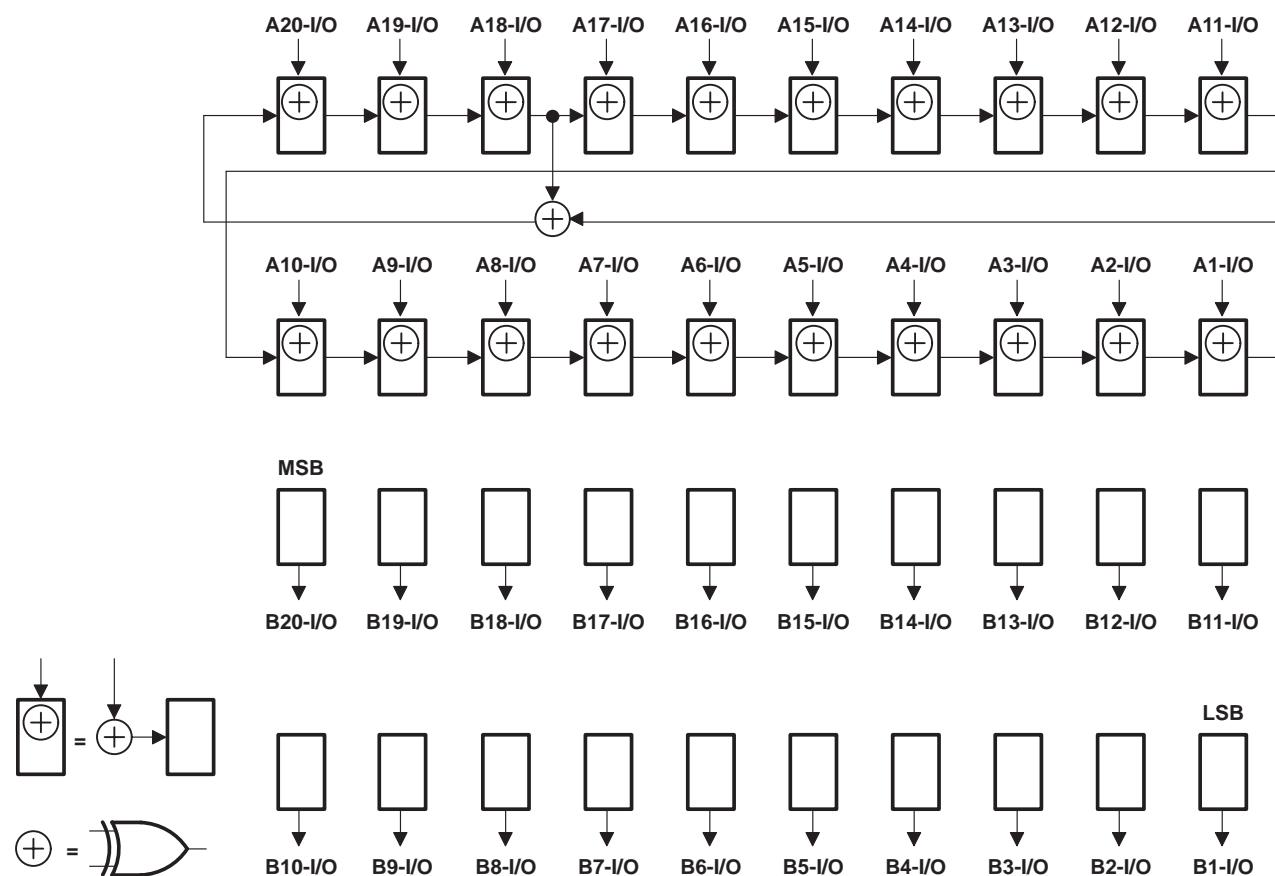 A20-I/O A19-I/O A18-I/O A17-I/O A16-I/O A15-I/O A14-I/O A13-I/O A12-I/O A11-I/O
A10-I/O A9-I/O A8-I/O A7-I/O A6-I/O A5-I/O A4-I/O A3-I/O A2-I/O A1-I/O
MSB
B20-I/O B19-I/O B18-I/O B17-I/O B16-I/O B15-I/O B14-I/O B13-I/O B12-I/O B11-I/O
LSB
=
=
B10-I/O B9-I/O B8-I/O B7-I/O B6-I/O B5-I/O B4-I/O B3-I/O B2-I/O B1-I/O